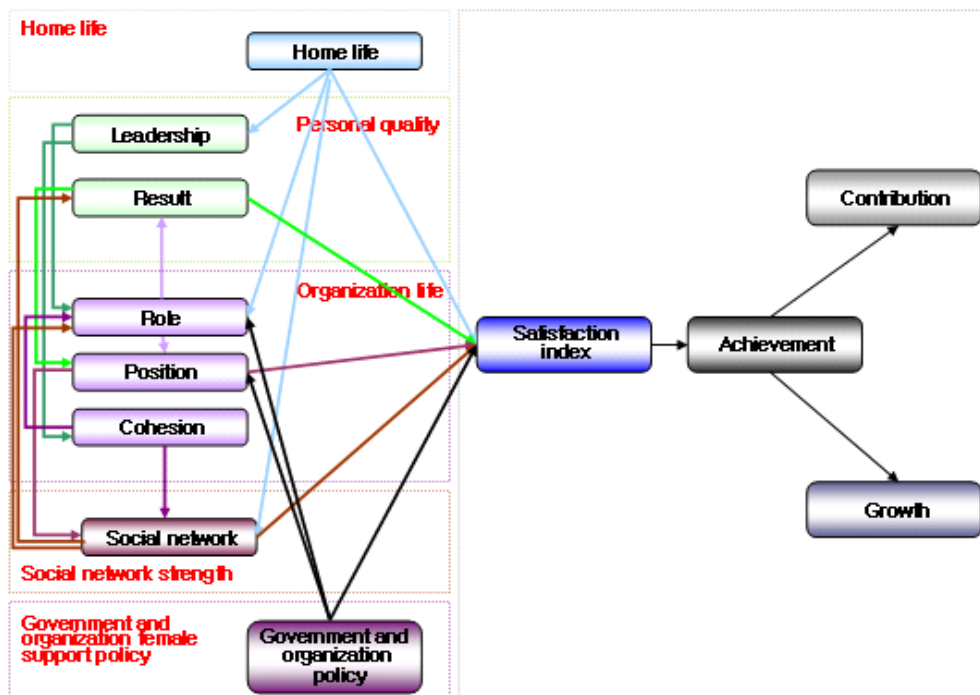 Home life
Home life
Personal quality
Leadership
Result
Contribution
Organization life
Role
Satisfaction
index
Achievement
Position
Cohesion
Growth
Social network
Social network strength
Government and
organization female
support policy
Government and
organization
policy